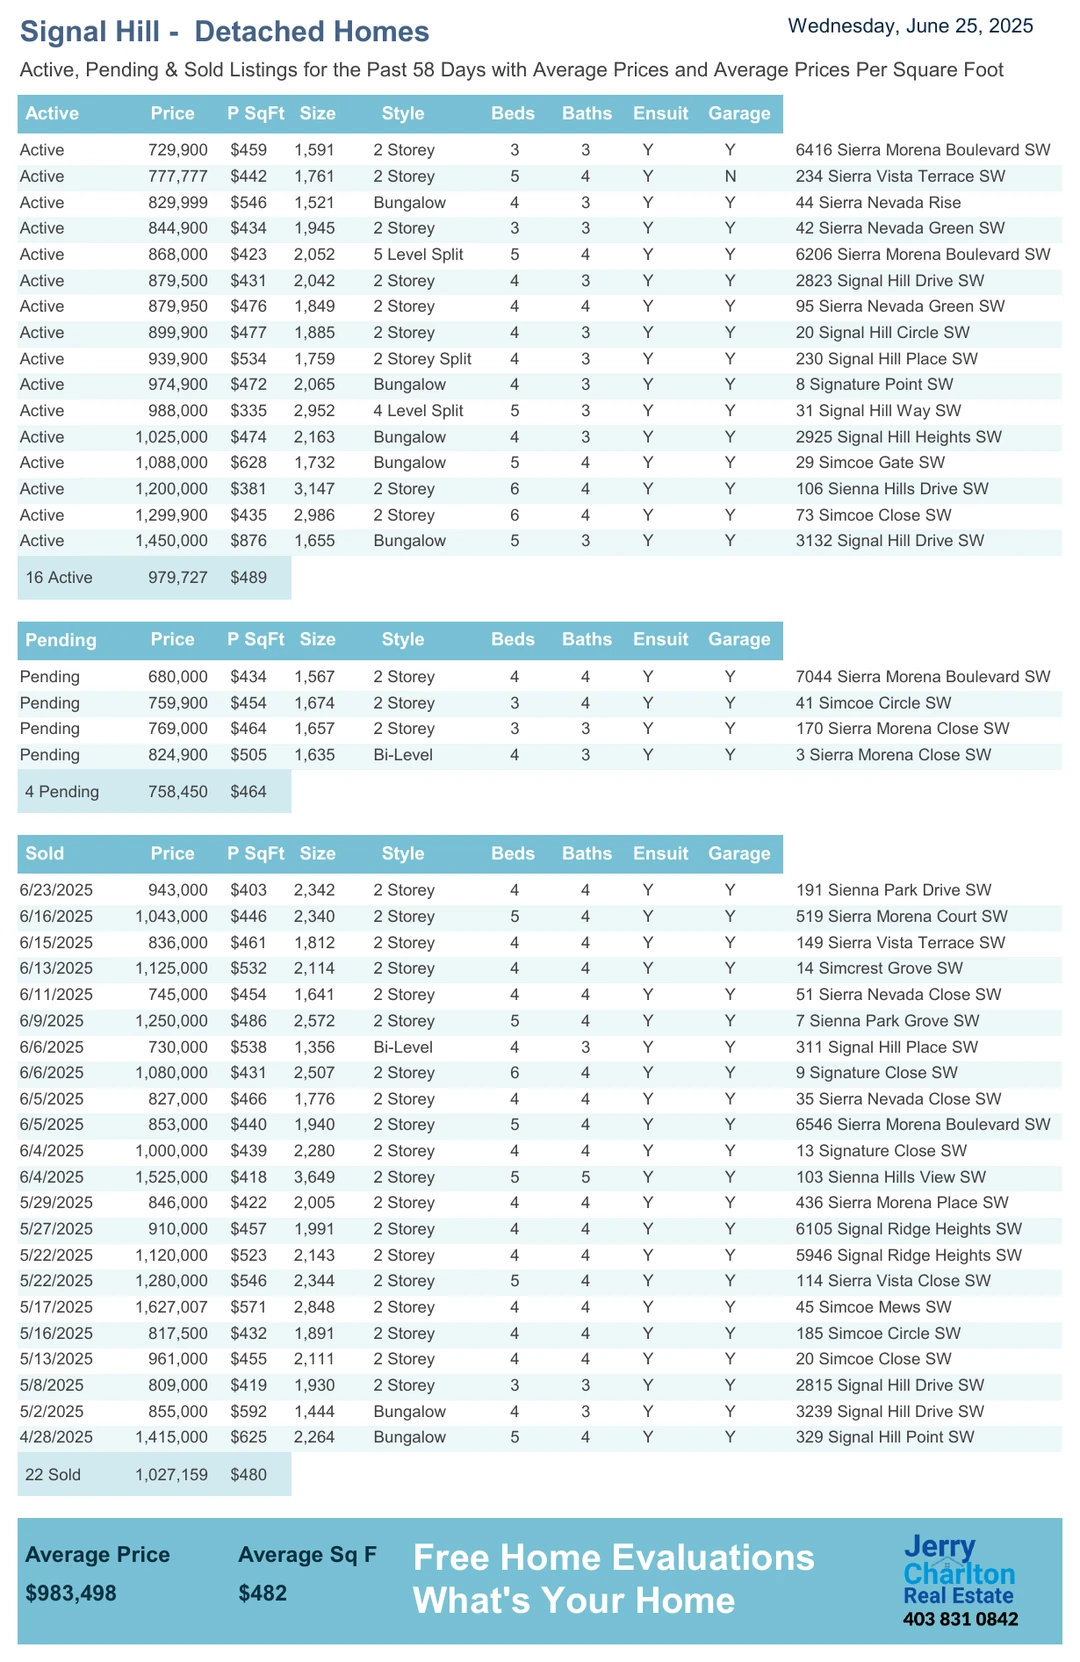 Signal Hill - Detached Homes
Wednesday, June 25, 2025
Active, Pending & Sold Listings for the Past 58 Days with Average Prices and Average Prices Per Square Foot
Active Price P SqFt Size Style Beds Baths Ensuit Garage
Active 729,900 $459 1,591 2 Storey 3 3 Y Y 6416 Sierra Morena Boulevard SW
Active 777,777 $442 1,761 2 Storey 5 4 Y N 234 Sierra Vista Terrace SW
Active 829,999 $546 1,521 Bungalow 4 3 Y Y 44 Sierra Nevada Rise
Active 844,900 $434 1,945 2 Storey 3 3 Y Y 42 Sierra Nevada Green SW
Active 868,000 $423 2,052 5 Level Split 5 4 Y Y 6206 Sierra Morena Boulevard SW
Active 879,500 $431 2,042 2 Storey 4 3 Y Y 2823 Signal Hill Drive SW
Active 879,950 $476 1,849 2 Storey 4 4 Y Y 95 Sierra Nevada Green SW
Active 899,900 $477 1,885 2 Storey 4 3 Y Y 20 Signal Hill Circle SW
Active 939,900 $534 1,759 2 Storey Split 4 3 Y Y 230 Signal Hill Place SW
Active 974,900 $472 2,065 Bungalow 4 3 Y Y 8 Signature Point SW
Active 988,000 $335 2,952 4 Level Split 5 3 Y Y 31 Signal Hill Way SW
Active 1,025,000 $474 2,163 Bungalow 4 3 Y Y 2925 Signal Hill Heights SW
Active 1,088,000 $628 1,732 Bungalow 5 4 Y Y 29 Simcoe Gate SW
Active 1,200,000 $381 3,147 2 Storey 6 4 Y Y 106 Sienna Hills Drive SW
Active 1,299,900 $435 2,986 2 Storey 6 4 Y Y 73 Simcoe Close SW
Active 1,450,000 $876 1,655 Bungalow 5 3 Y Y 3132 Signal Hill Drive SW
16 Active 979,727 $489
Pending Price P SqFt Size Style Beds Baths Ensuit Garage
Pending 680,000 $434 1,567 2 Storey 4 4 Y Y 7044 Sierra Morena Boulevard SW
Pending 759,900 $454 1,674 2 Storey 3 4 Y Y 41 Simcoe Circle SW
Pending 769,000 $464 1,657 2 Storey 3 3 Y Y 170 Sierra Morena Close SW
Pending 824,900 $505 1,635 Bi-Level 4 3 Y Y 3 Sierra Morena Close SW
4 Pending 758,450 $464
Sold Price P SqFt Size Style Beds Baths Ensuit Garage
6/23/2025 943,000 $403 2,342 2 Storey 4 4 Y Y 191 Sienna Park Drive SW
6/16/2025 1,043,000 $446 2,340 2 Storey 5 4 Y Y 519 Sierra Morena Court SW
6/15/2025 836,000 $461 1,812 2 Storey 4 4 Y Y 149 Sierra Vista Terrace SW
6/13/2025 1,125,000 $532 2,114 2 Storey 4 4 Y Y 14 Simcrest Grove SW
6/11/2025 745,000 $454 1,641 2 Storey 4 4 Y Y 51 Sierra Nevada Close SW
6/9/2025 1,250,000 $486 2,572 2 Storey 5 4 Y Y 7 Sienna Park Grove SW
6/6/2025 730,000 $538 1,356 Bi-Level 4 3 Y Y 311 Signal Hill Place SW
6/6/2025 1,080,000 $431 2,507 2 Storey 6 4 Y Y 9 Signature Close SW
6/5/2025 827,000 $466 1,776 2 Storey 4 4 Y Y 35 Sierra Nevada Close SW
6/5/2025 853,000 $440 1,940 2 Storey 5 4 Y Y 6546 Sierra Morena Boulevard SW
6/4/2025 1,000,000 $439 2,280 2 Storey 4 4 Y Y 13 Signature Close SW
6/4/2025 1,525,000 $418 3,649 2 Storey 5 5 Y Y 103 Sienna Hills View SW
5/29/2025 846,000 $422 2,005 2 Storey 4 4 Y Y 436 Sierra Morena Place SW
5/27/2025 910,000 $457 1,991 2 Storey 4 4 Y Y 6105 Signal Ridge Heights SW
5/22/2025 1,120,000 $523 2,143 2 Storey 4 4 Y Y 5946 Signal Ridge Heights SW
5/22/2025 1,280,000 $546 2,344 2 Storey 5 4 Y Y 114 Sierra Vista Close SW
5/17/2025 1,627,007 $571 2,848 2 Storey 4 4 Y Y 45 Simcoe Mews SW
5/16/2025 817,500 $432 1,891 2 Storey 4 4 Y Y 185 Simcoe Circle SW
5/13/2025 961,000 $455 2,111 2 Storey 4 4 Y Y 20 Simcoe Close SW
5/8/2025 809,000 $419 1,930 2 Storey 3 3 Y Y 2815 Signal Hill Drive SW
5/2/2025 855,000 $592 1,444 Bungalow 4 3 Y Y 3239 Signal Hill Drive SW
4/28/2025 1,415,000 $625 2,264 Bungalow 5 4 Y Y 329 Signal Hill Point SW
22 Sold 1,027,159 $480
Average Price Average Sq F
$983,498 $482
Free Home Evaluations
What's Your Home
Jerry
Charlton
Real Estate
403 831 0842